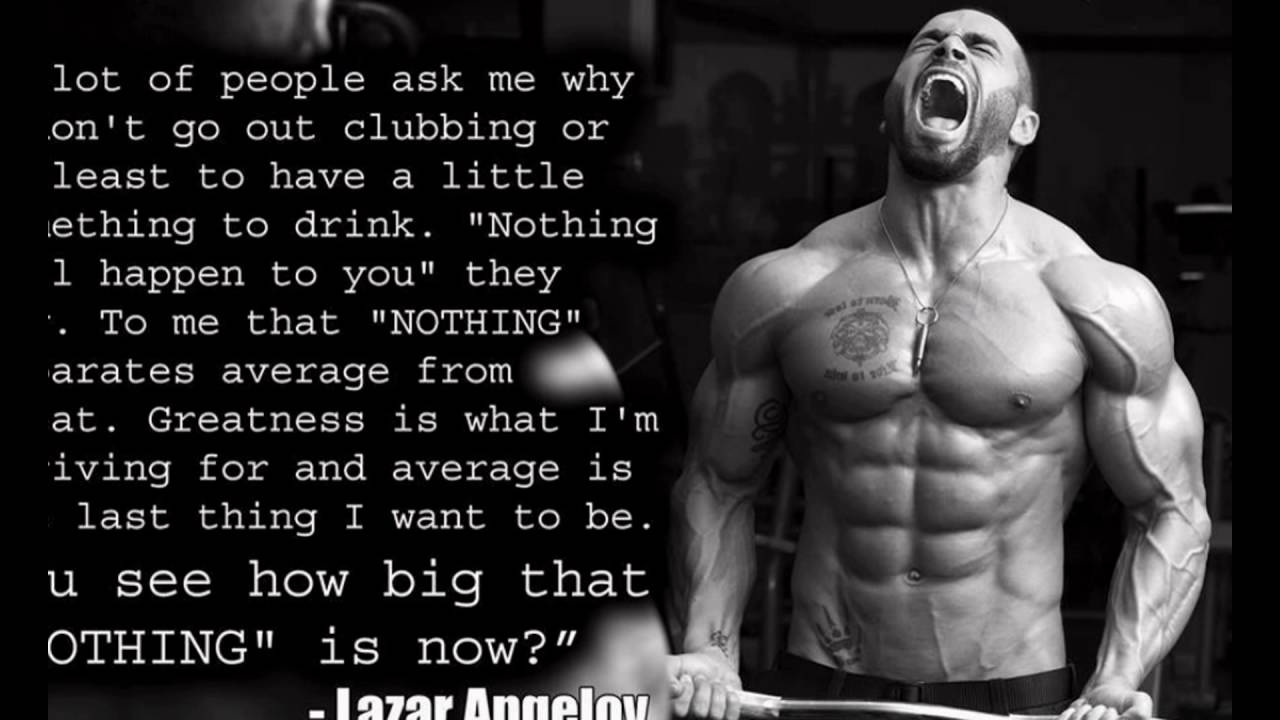 lot of people ask me why
on't go out clubbing or
least to have a little
ething to drink. "Nothing
l happen to you" they
. To me that "NOTHING"
arates average from
at. Greatness is what I'm
iving for and average is
last thing I want to be.
u see how big that
OTHING" is now?”
- Lazar Angelov